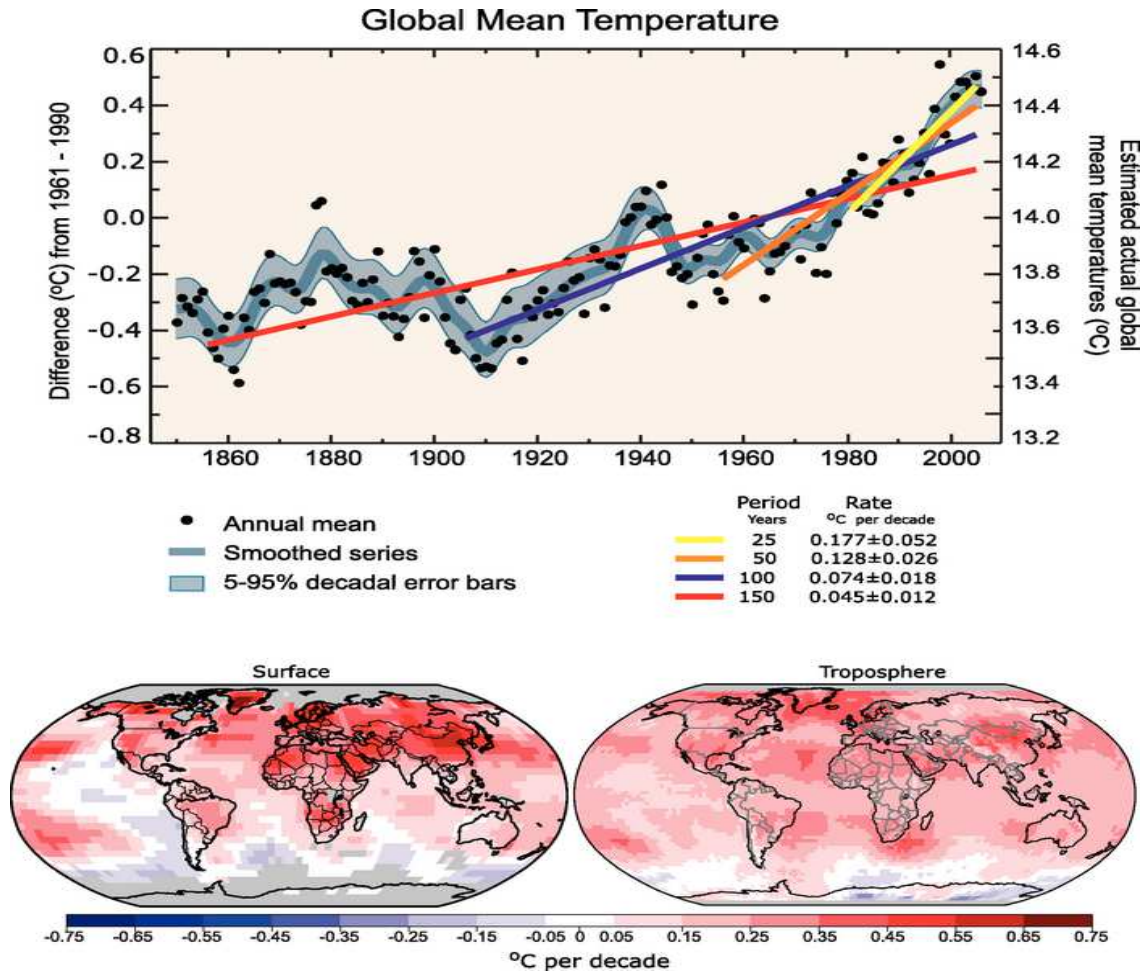 Global Mean Temperature
Difference (°C) from 1961 - 1990
0.6
0.4
0.2
0.0
-0.2
-0.4
-0.6
-0.8
14.6
14.4
14.2
14.0
13.8
13.6
13.4
13.2
Estimated actual global
mean temperatures (°C)
1860 1880 1900 1920 1940 1960 1980 2000
Annual mean
Smoothed series
5-95% decadal error bars
Period Rate
Years °C per decade
25 0.177±0.052
50 0.128±0.026
100 0.074±0.018
150 0.045±0.012
Surface
Troposphere
-0.75 -0.65 -0.55 -0.45 -0.35 -0.25 -0.15 -0.05 0 0.05 0.15 0.25 0.35 0.45 0.55 0.65 0.75
°C per decade